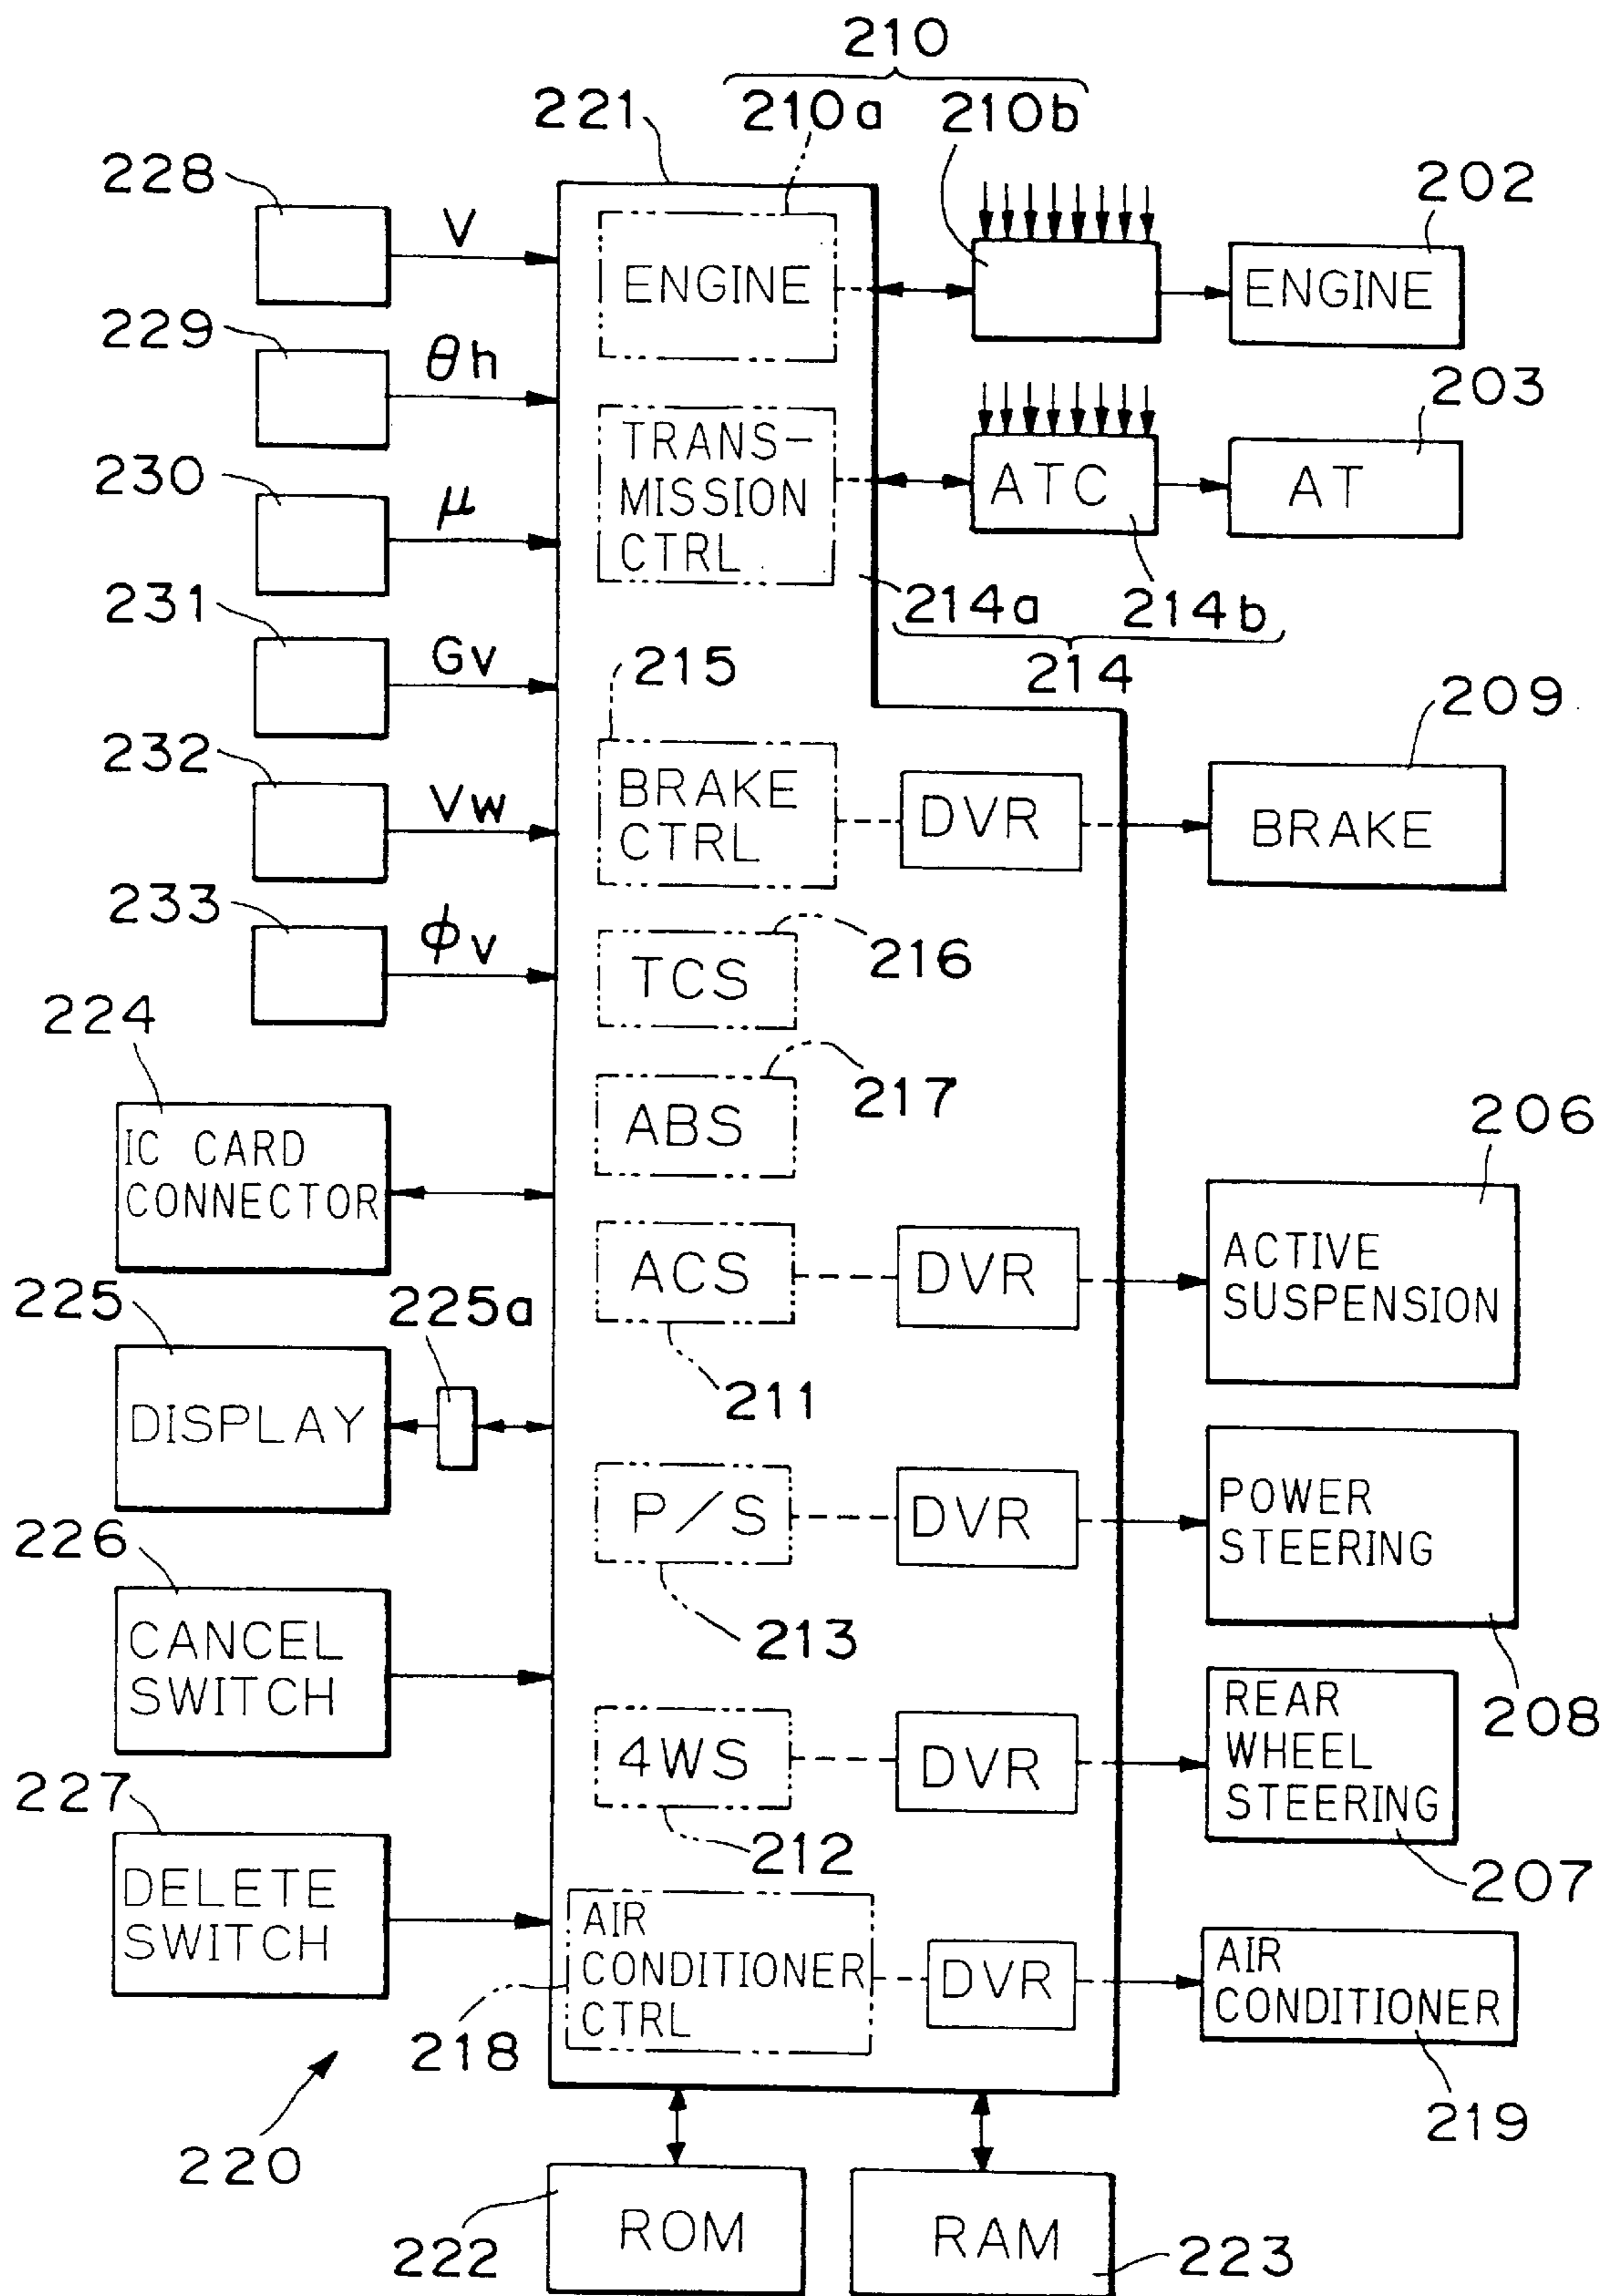 210
221
210a
210b
228
V
ENGINE
202
ENGINE
229
θh
203
TRANS-
MISSION
CTRL
ATC
AT
230
μ
214a
214b
214
231
Gv
215
209
232
Vw
BRAKE
CTRL
DVR
BRAKE
233
φv
216
TCS
224
217
ABS
206
IC CARD
CONNECTOR
ACS
DVR
ACTIVE
SUSPENSION
225
225a
211
DISPLAY
P/S
DVR
POWER
STEERING
226
213
208
CANCEL
SWITCH
4WS
DVR
REAR
WHEEL
STEERING
227
212
207
DELETE
SWITCH
AIR
CONDITIONER
CTRL
DVR
AIR
CONDITIONER
218
219
220
222
ROM
RAM
223